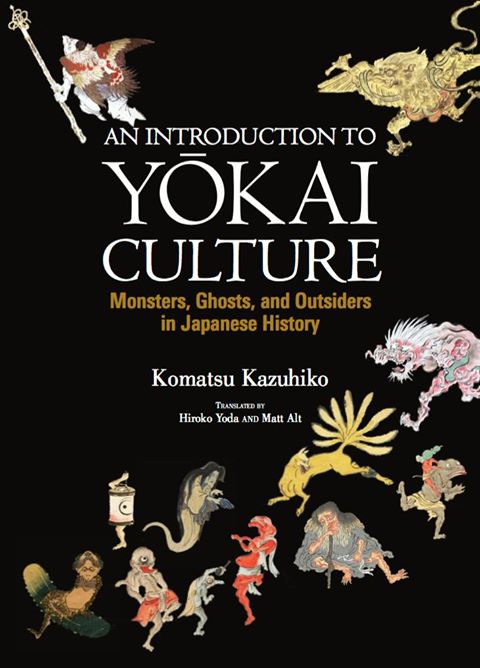 AN INTRODUCTION TO
YŌKAI
CULTURE
Monsters, Ghosts, and Outsiders
in Japanese History
Komatsu Kazuhiko
TRANSLATED BY
Hiroko Yoda AND Matt Alt